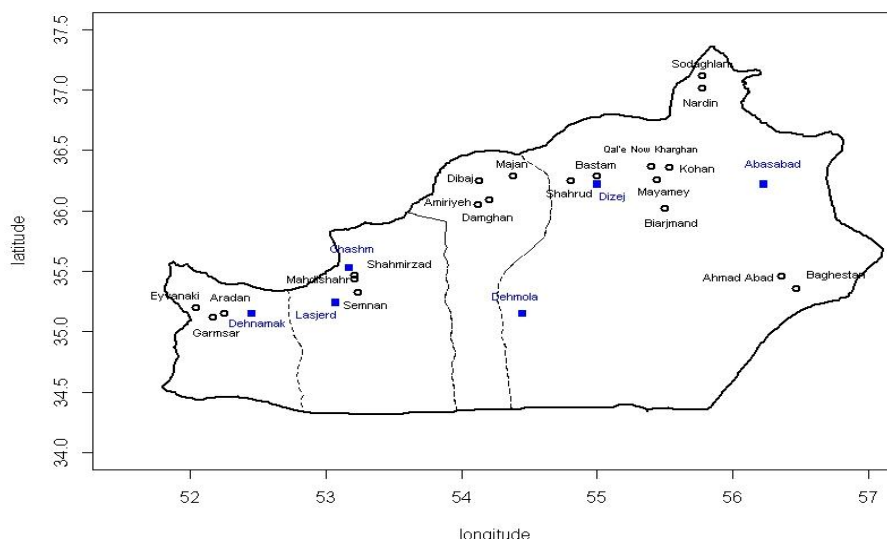 37.5
37.0
36.5
36.0
35.5
35.0
34.5
34.0
latitude
Sodaghlan
Nardin
Majan
Bastam
Qal'e Now Kharghan
Abasabad
Dibaj
Kohan
Shahrud
Dizej
Mayamey
Amiriyeh
Damghan
Biarjmand
Ghashm
Shahmirzad
Mahdishahr
Ahmad Abad
Baghestan
Eyvanaki
Aradan
Semnan
Dehmola
Dehnamak
Lasjerd
Garmsar
52
53
54
55
56
57
longitude